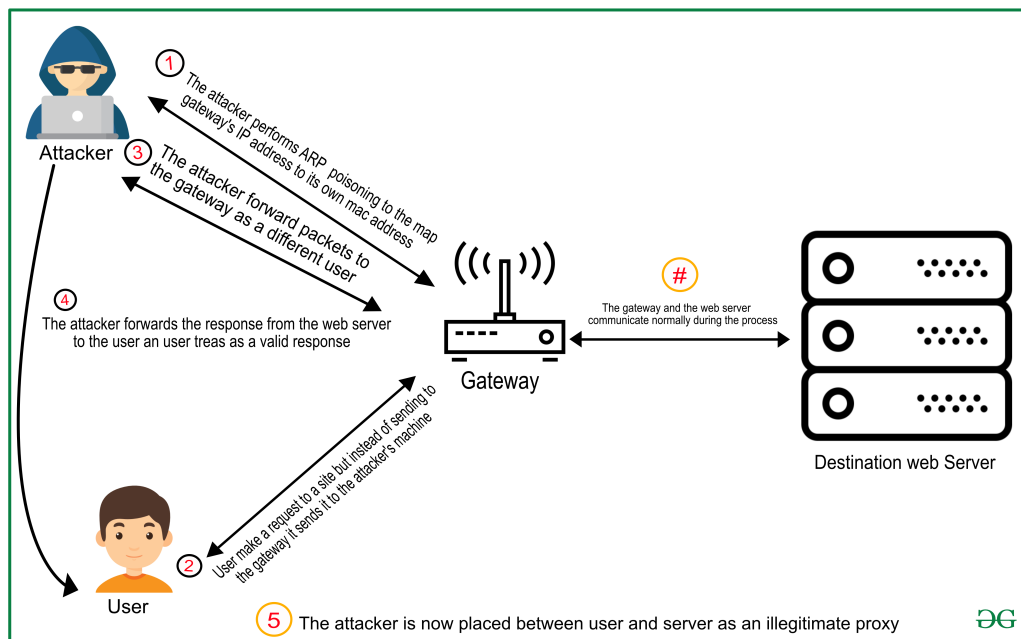 1
The attacker performs ARP poisoning to the map
gateway's IP address to its own mac address
Attacker
3
The attacker forward packets to
the gateway as a different user
4
The attacker forwards the response from the web server
to the user an user treas as a valid response
#
The gateway and the web server
communicate normally during the process
Gateway
Destination web Server
2
User make a request to a site but instead of sending to
the gateway it sends it to the attacker's machine
User
5
The attacker is now placed between user and server as an illegitimate proxy